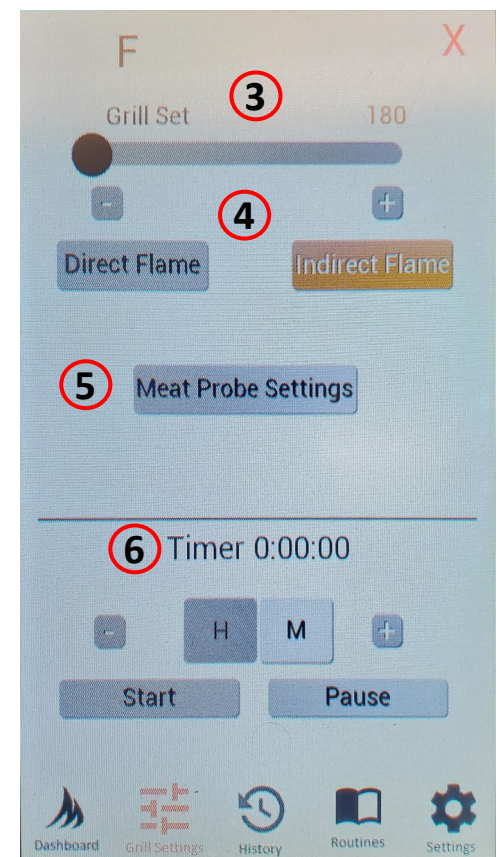 F X
3
Grill Set 180
- +
4
Direct Flame Indirect Flame
5 Meat Probe Settings
6 Timer 0:00:00
- H M +
Start Pause
Dashboard Grill Settings History Routines Settings